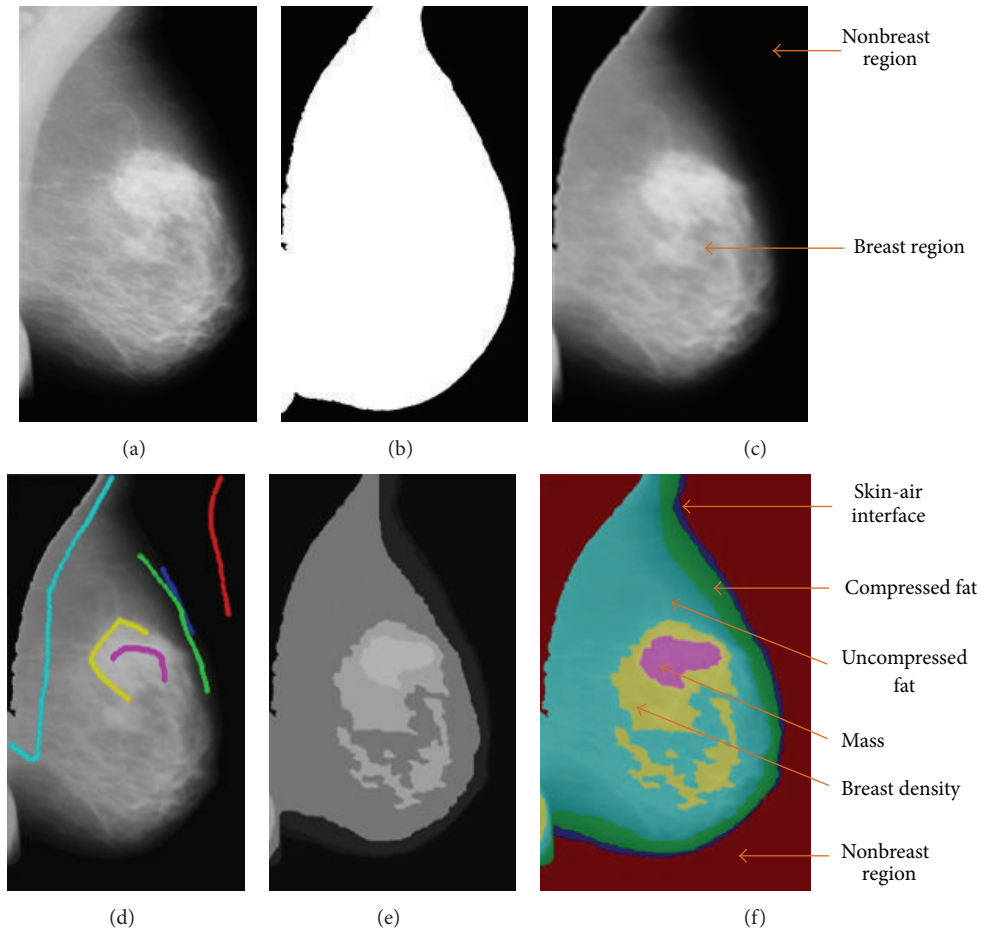 Nonbreast
region
Breast region
(a)
(b)
(c)
Skin-air
interface
Compressed fat
Uncompressed
fat
Mass
Breast density
Nonbreast
region
(d)
(e)
(f)